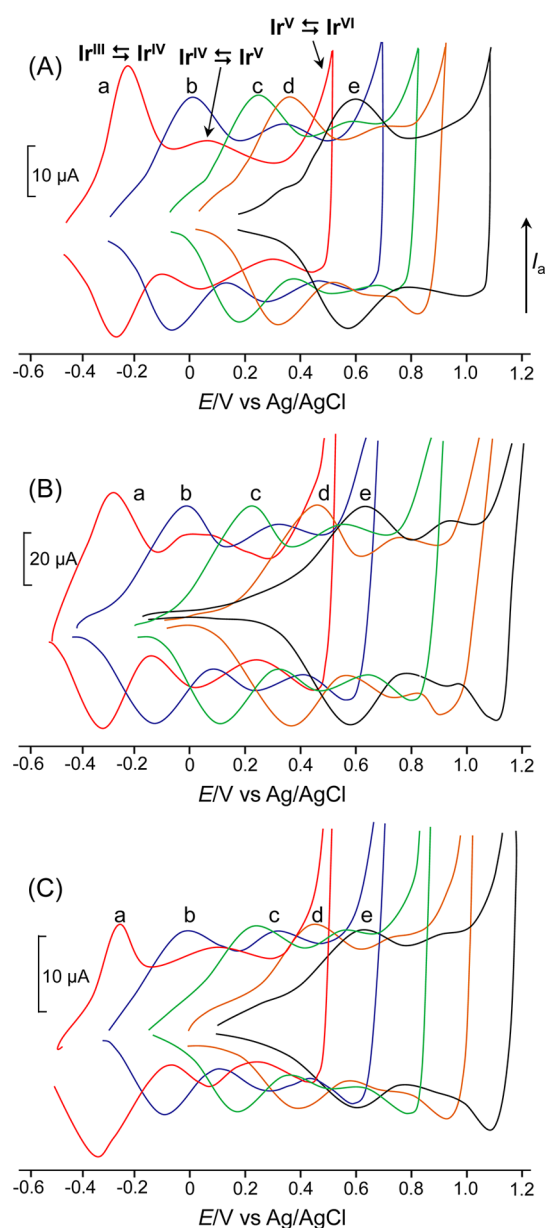 (A)
Ir^III ⇆ Ir^IV
Ir^IV ⇆ Ir^V
Ir^V ⇆ Ir^VI
a
b
c
d
e
10 µA
I_a
-0.6 -0.4 -0.2 0 0.2 0.4 0.6 0.8 1.0 1.2
E/V vs Ag/AgCl
(B)
a
b
c
d
e
20 µA
-0.6 -0.4 -0.2 0 0.2 0.4 0.6 0.8 1.0 1.2
E/V vs Ag/AgCl
(C)
a
b
c
d
e
10 µA
-0.6 -0.4 -0.2 0 0.2 0.4 0.6 0.8 1.0 1.2
E/V vs Ag/AgCl